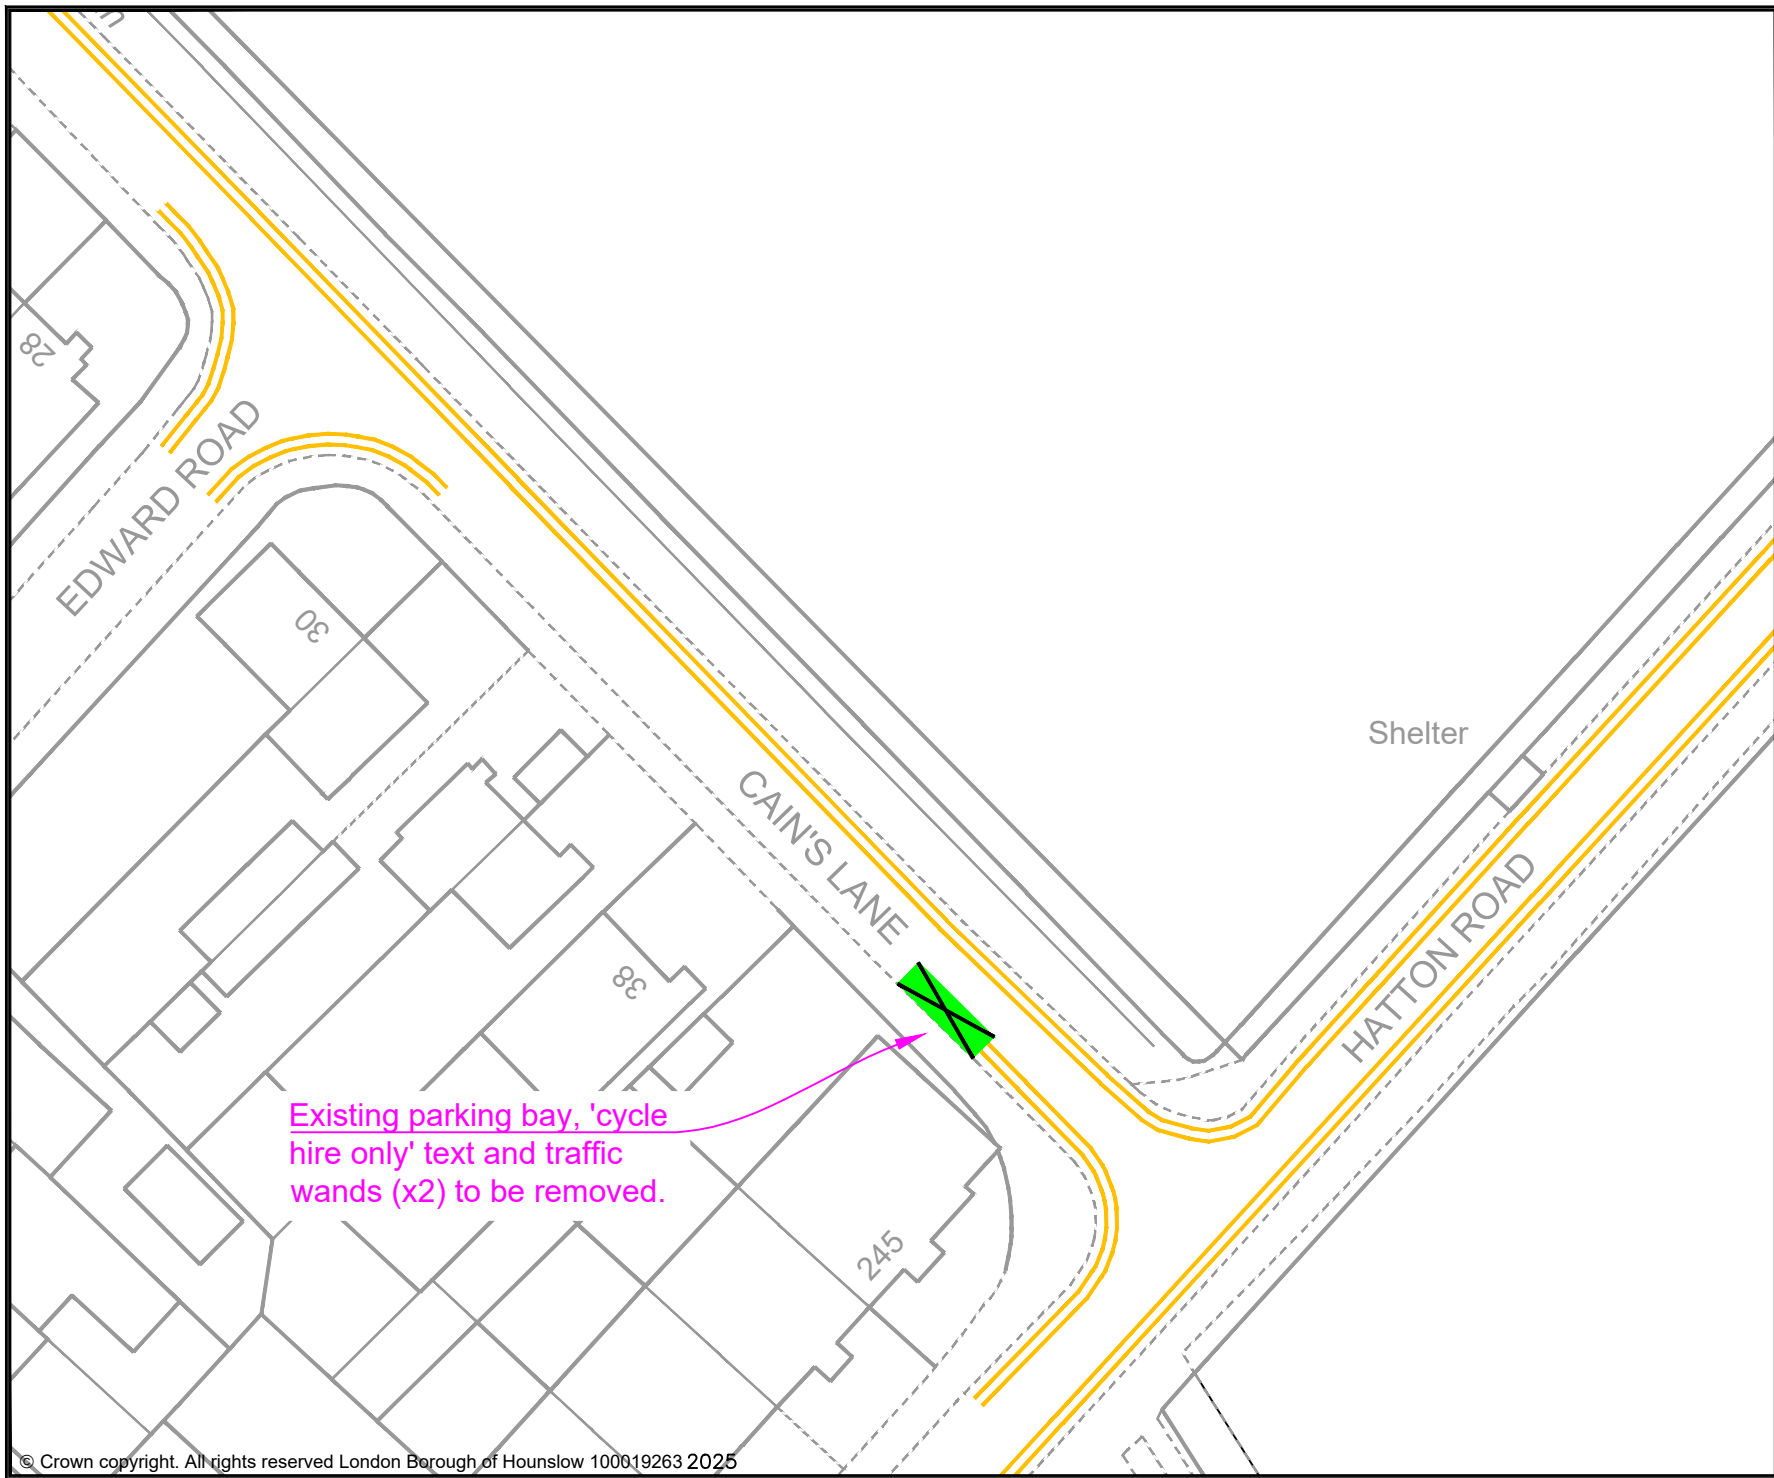 28
EDWARD ROAD
30
Shelter
CAIN'S LANE
HATTON ROAD
38
Existing parking bay, 'cycle
hire only' text and traffic
wands (x2) to be removed.
245
© Crown copyright. All rights reserved London Borough of Hounslow 100019263 2025